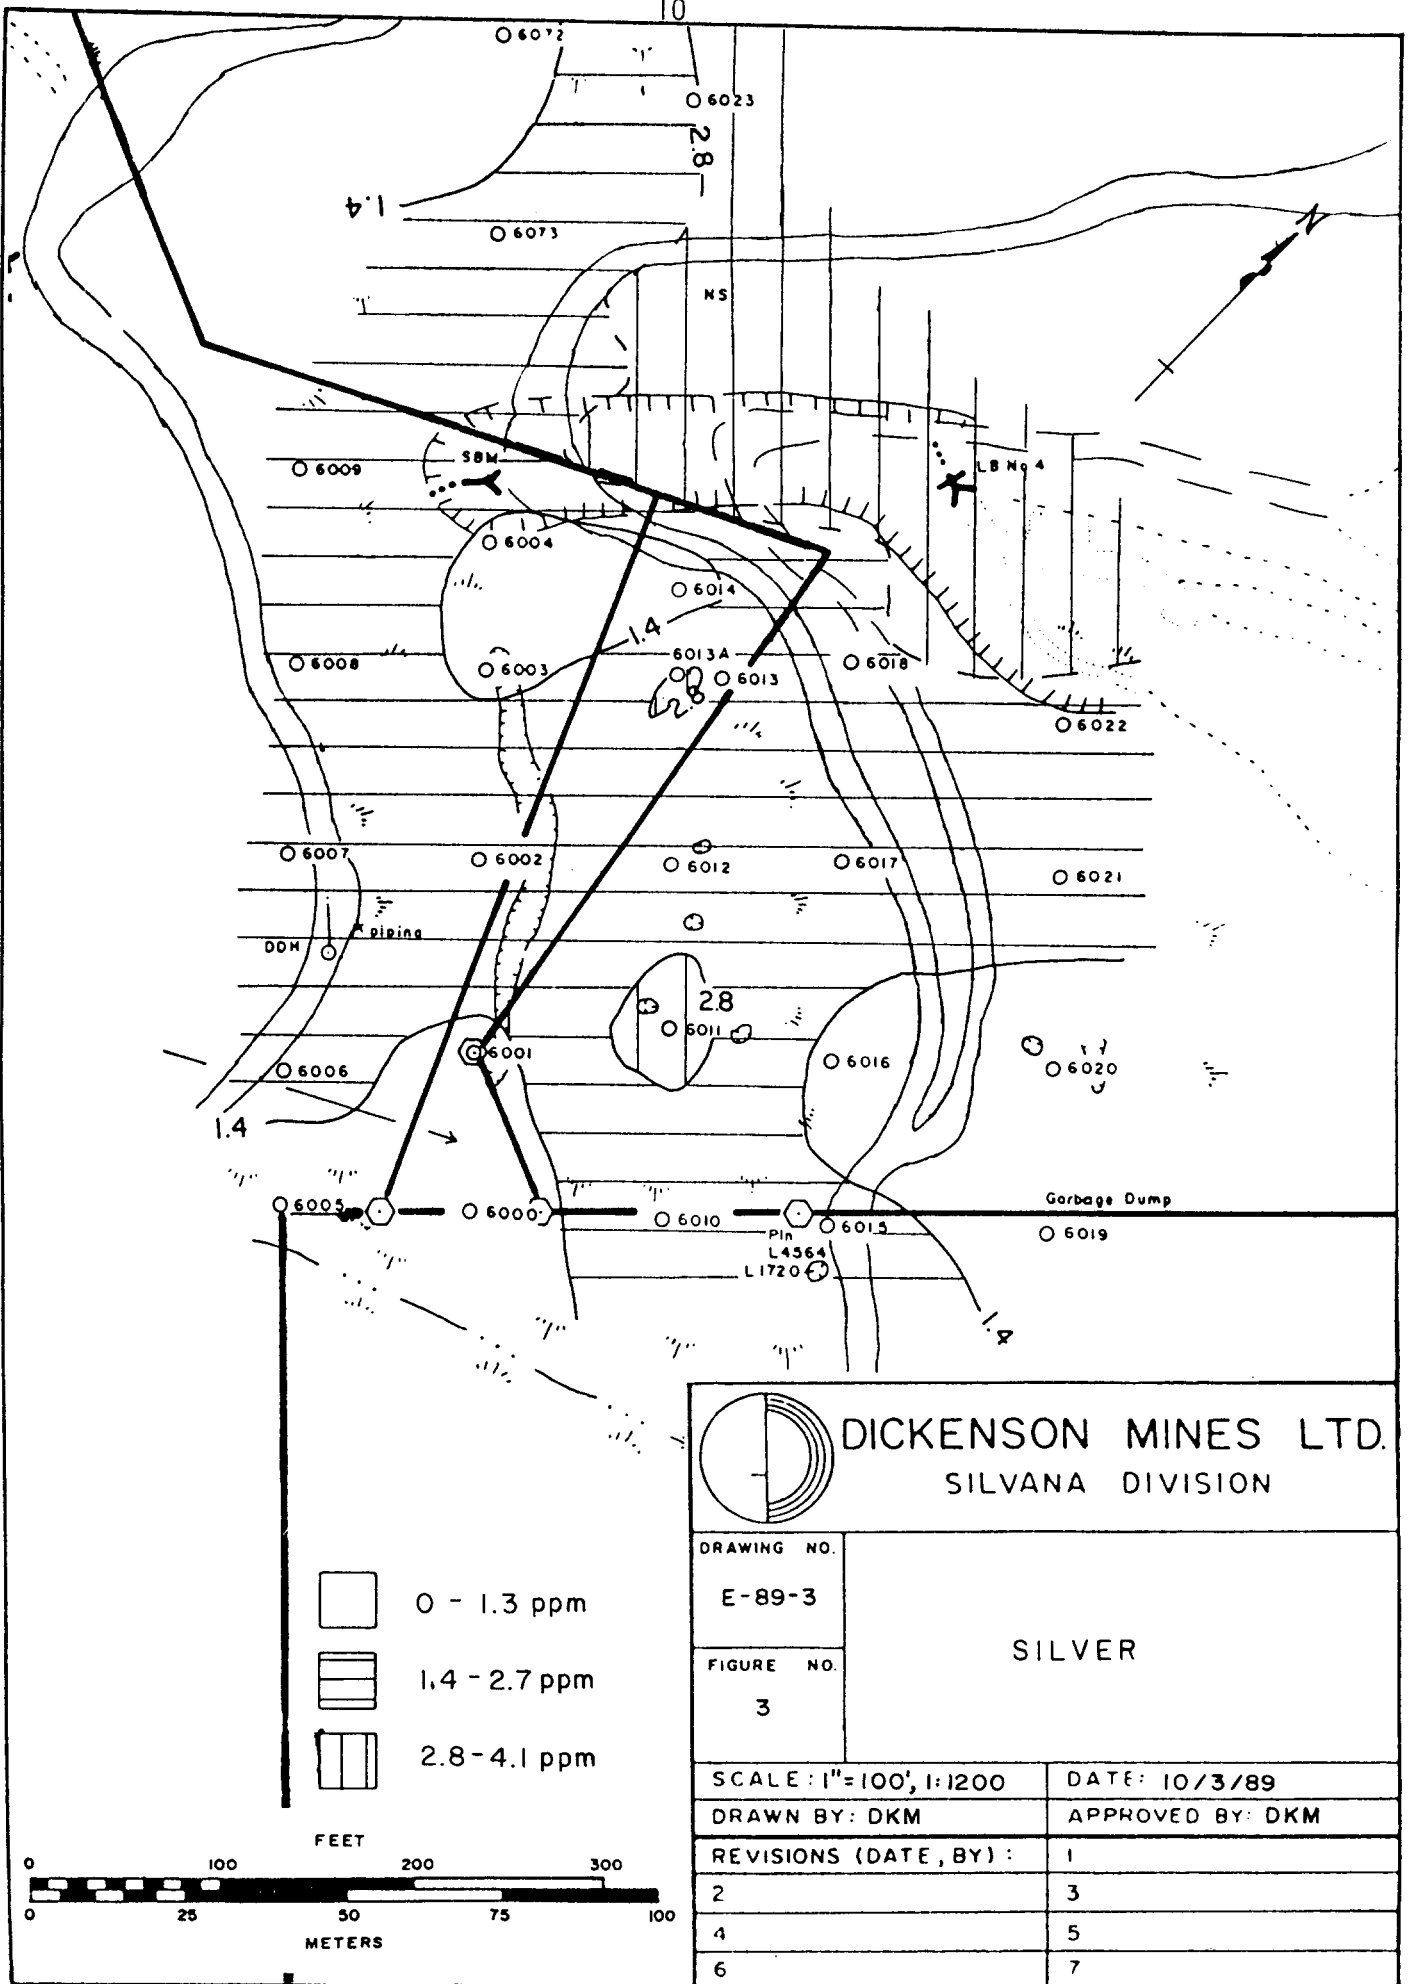 10
6072
6023
2.8
1.4
6073
N
NS
SBM
LB No 4
6009
6004
6014
1.4
6013A
6008
6003
6013
6018
2.8
6022
6007
6002
6012
6017
6021
piping
DDH
2.8
6011
6001
6006
6016
6020
1.4
6005
6000
6010
Pin
6015
Garbage Dump
6019
L4564
L1720
1.4
DICKENSON MINES LTD.
SILVANA DIVISION
DRAWING NO.
E-89-3
SILVER
FIGURE NO.
3
0 - 1.3 ppm
1.4 - 2.7 ppm
2.8-4.1 ppm
SCALE: 1"=100', 1:1200
DATE: 10/3/89
DRAWN BY: DKM
APPROVED BY: DKM
REVISIONS (DATE, BY):
1
2
3
4
5
6
7
FEET
0 100 200 300
0 25 50 75 100
METERS